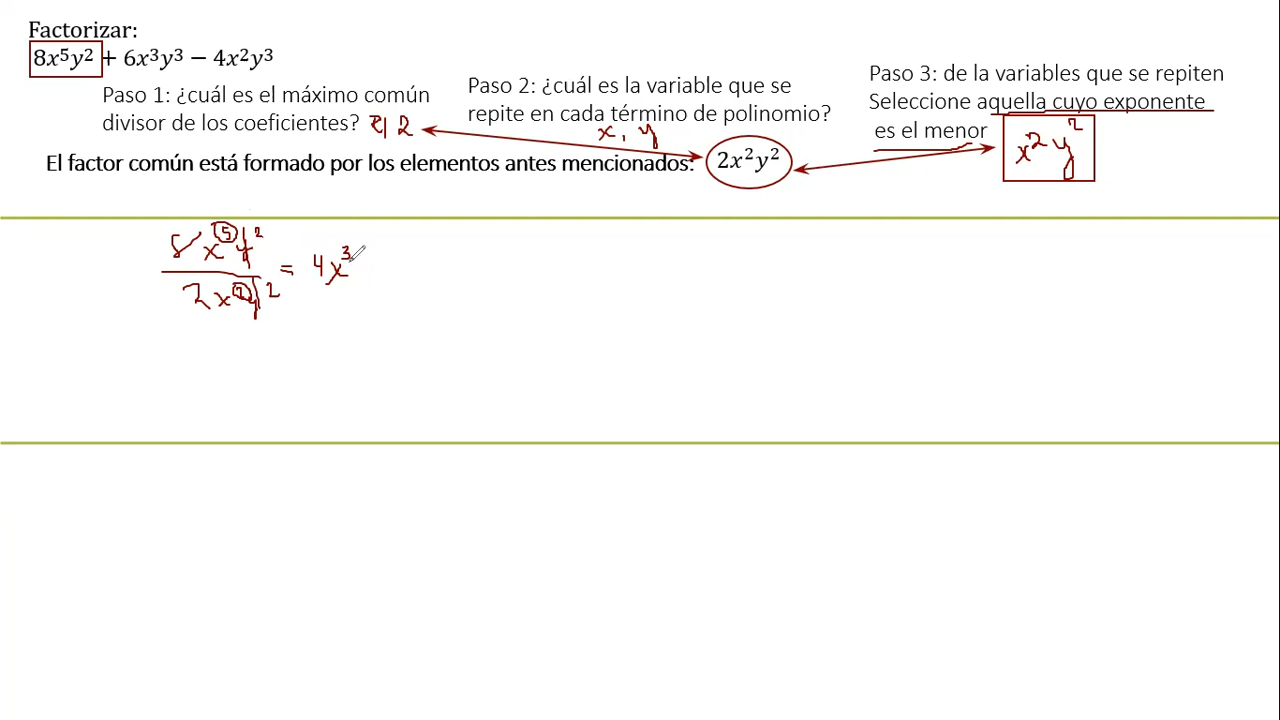 Factorizar:
8x⁵y² + 6x³y³ − 4x²y³
Paso 1: ¿cuál es el máximo común
divisor de los coeficientes? 2
Paso 2: ¿cuál es la variable que se
repite en cada término de polinomio?
x, y
Paso 3: de la variables que se repiten
Seleccione aquella cuyo exponente
es el menor
x² y²
El factor común está formado por los elementos antes mencionados: 2x²y²
8x⁵y²
2x²y²
= 4x³